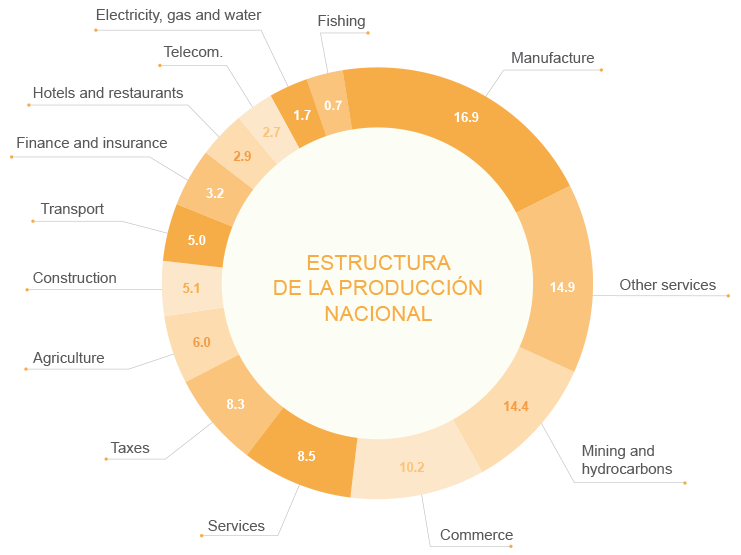 Electricity, gas and water
Fishing
Telecom.
Manufacture
Hotels and restaurants
Finance and insurance
Transport
Construction
Agriculture
Taxes
Services
Commerce
Mining and
hydrocarbons
Other services
1.7
0.7
16.9
2.7
2.9
3.2
5.0
5.1
6.0
8.3
8.5
10.2
14.4
14.9
ESTRUCTURA
DE LA PRODUCCIÓN
NACIONAL